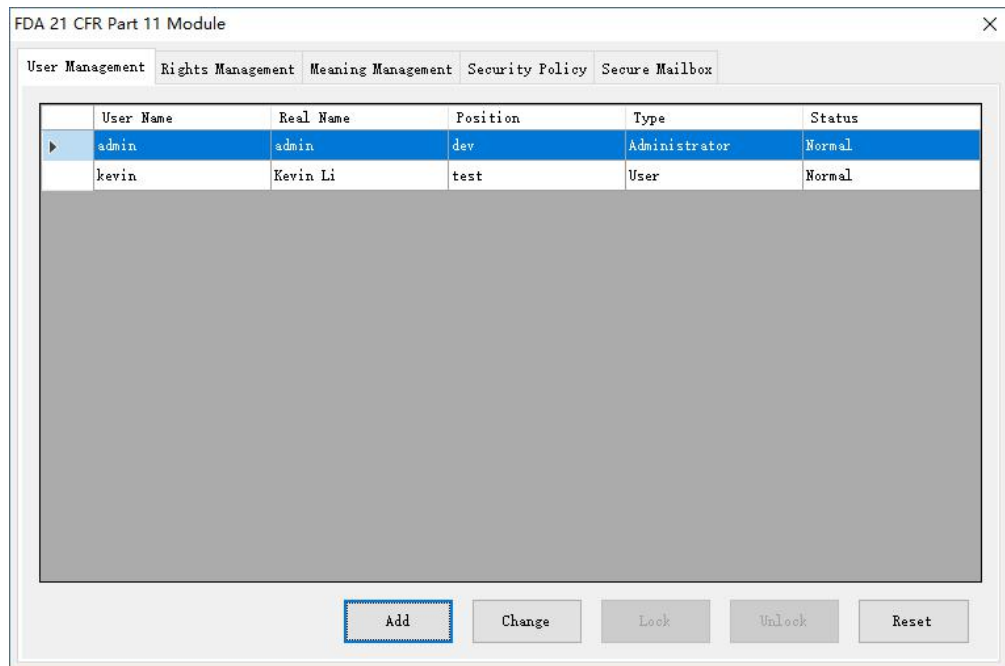 FDA 21 CFR Part 11 Module
User Management Rights Management Meaning Management Security Policy Secure Mailbox
User Name Real Name Position Type Status
admin admin dev Administrator Normal
kevin Kevin Li test User Normal
Add Change Lock Unlock Reset